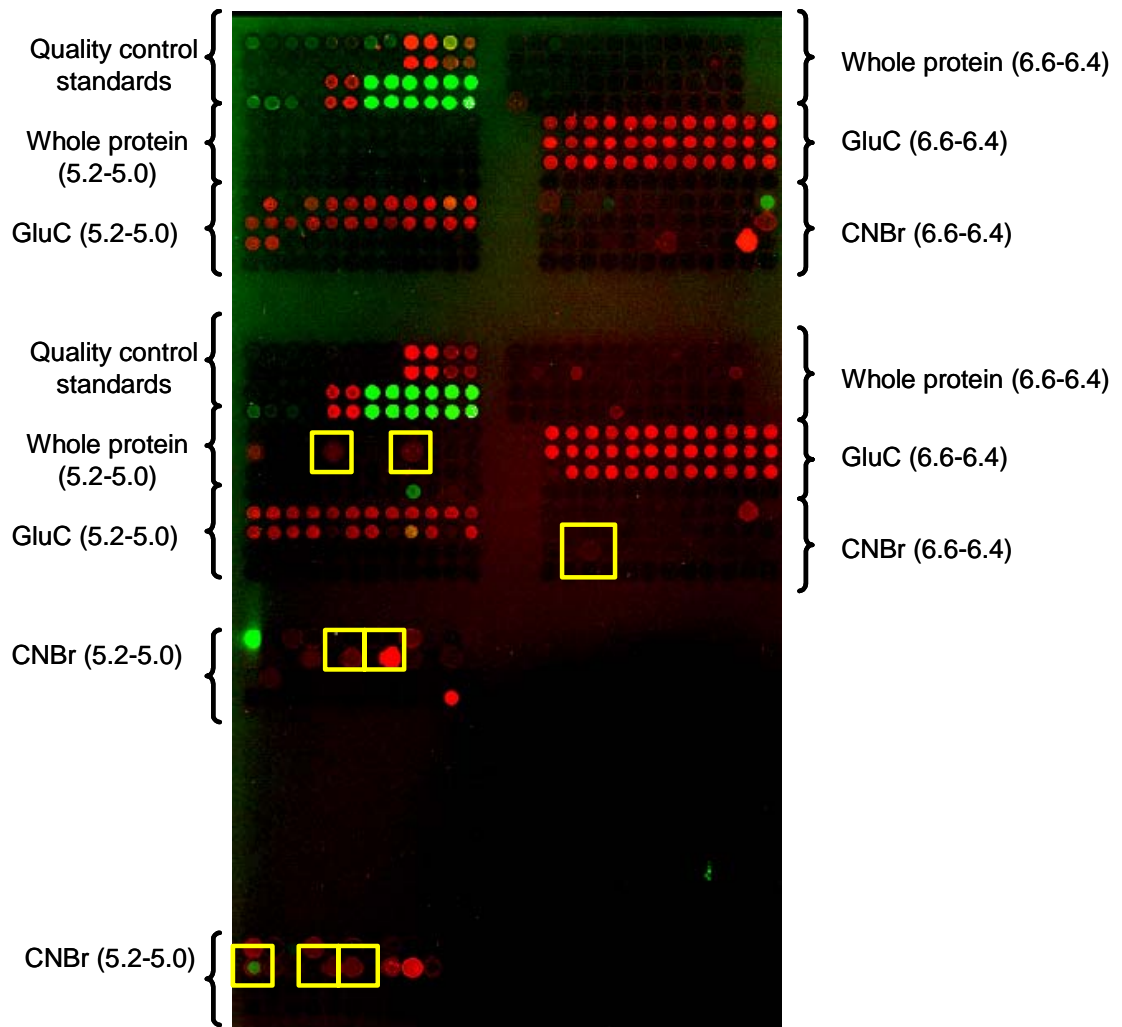 Quality control
standards
Whole protein
(5.2-5.0)
GluC (5.2-5.0)
Whole protein (6.6-6.4)
GluC (6.6-6.4)
CNBr (6.6-6.4)
Quality control
standards
Whole protein
(5.2-5.0)
GluC (5.2-5.0)
Whole protein (6.6-6.4)
GluC (6.6-6.4)
CNBr (6.6-6.4)
CNBr (5.2-5.0)
CNBr (5.2-5.0)